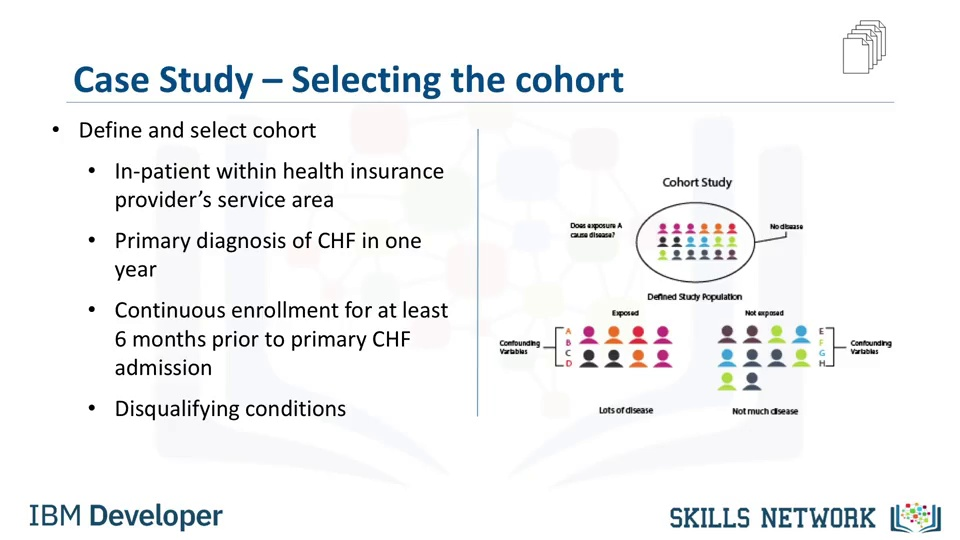 Case Study – Selecting the cohort
• Define and select cohort
• In-patient within health insurance
provider’s service area
• Primary diagnosis of CHF in one
year
• Continuous enrollment for at least
6 months prior to primary CHF
admission
• Disqualifying conditions
Cohort Study
Does exposure A
cause disease?
No disease
Defined Study Population
Exposed
Not exposed
Confounding
Variables
A
B
C
D
E
F
G
H
Confounding
Variables
Lots of disease
Not much disease
IBM Developer
SKILLS NETWORK